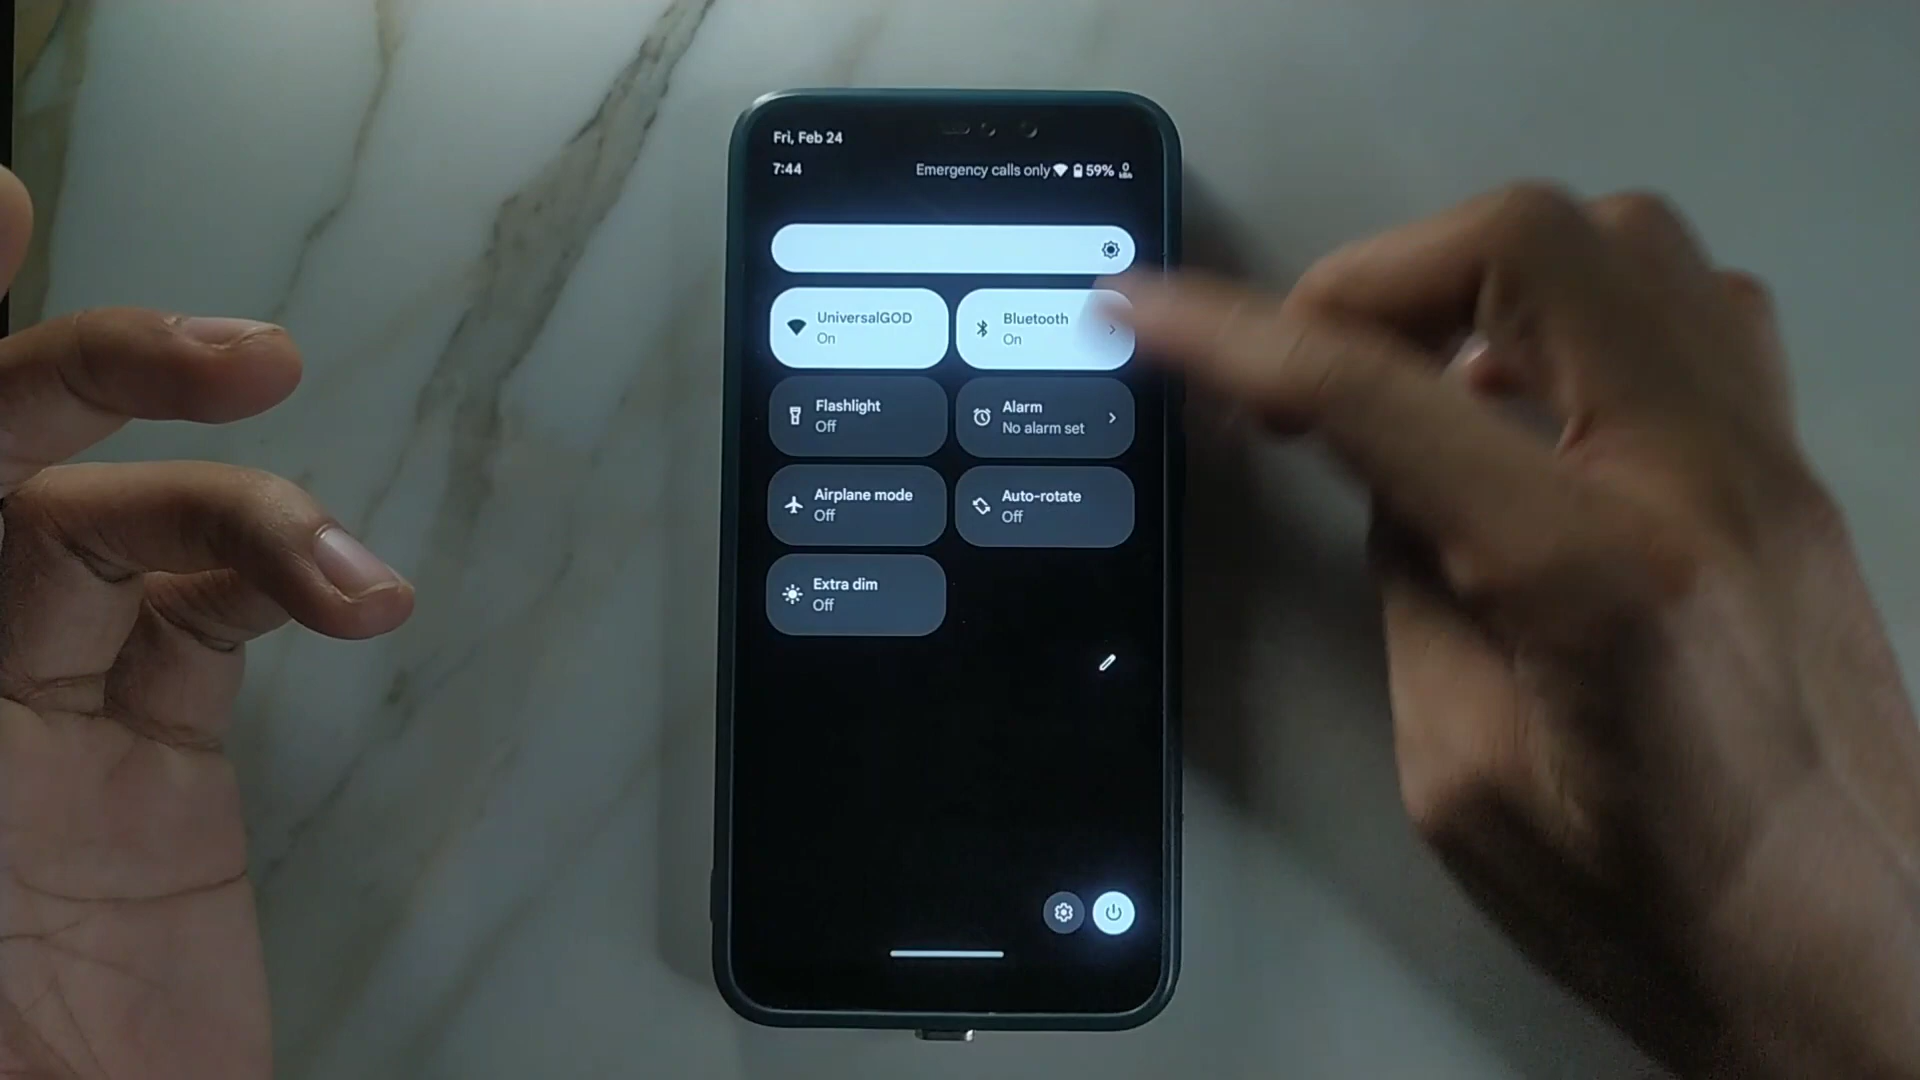 Fri, Feb 24
7:44
Emergency calls only 59% 0
UniversalGOD
On
Bluetooth
On
Flashlight
Off
Alarm
No alarm set
Airplane mode
Off
Auto-rotate
Off
Extra dim
Off